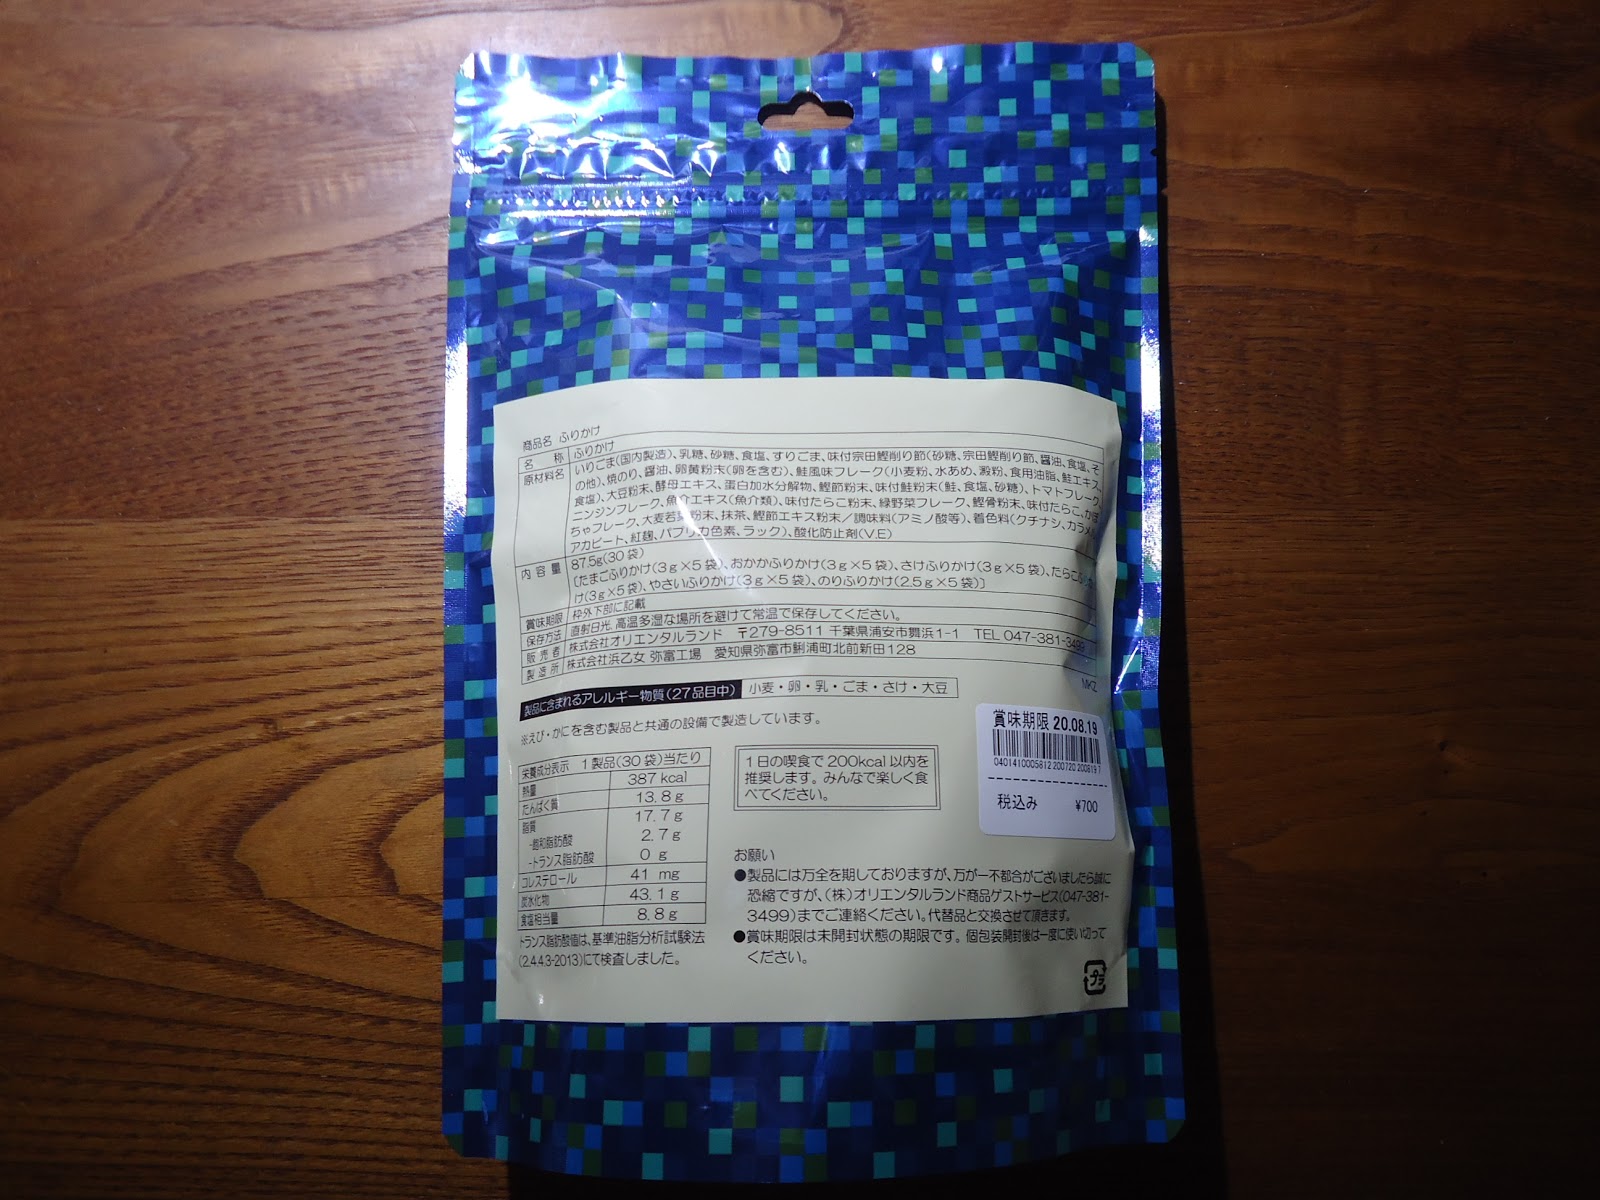 商品名 ふりかけ
名 称 ふりかけ
原材料名 いりごま(国内製造)、乳糖、砂糖、食塩、すりごま、味付宗田鰹削り節(砂糖、宗田鰹削り節、醤油、食塩、そ
の他)、焼のり、醤油、卵黄粉末(卵を含む)、鮭風味フレーク(小麦粉、水あめ、澱粉、食用油脂、鮭エキス、
食塩)、大豆粉末、酵母エキス、蛋白加水分解物、鰹節粉末、味付鮭粉末(鮭、食塩、砂糖)、トマトフレーク、
ニンジンフレーク、魚介エキス(魚介類)、味付たらこ粉末、緑野菜フレーク、鰹骨粉末、味付たらこ、かぼ
ちゃフレーク、大麦若葉粉末、抹茶、鰹節エキス粉末/調味料(アミノ酸等)、着色料(クチナシ、カラメル、
アカビート、紅麹、パプリカ色素、ラック)、酸化防止剤(V.E)
内容量 87.5g(30袋)
〔たまごふりかけ(3g×5袋)、おかかふりかけ(3g×5袋)、さけふりかけ(3g×5袋)、たらこふりか
け(3g×5袋)、やさいふりかけ(3g×5袋)、のりふりかけ(2.5g×5袋)〕
賞味期限 枠外下部に記載
保存方法 直射日光、高温多湿な場所を避けて常温で保存してください。
販売者 株式会社オリエンタルランド 〒279-8511 千葉県浦安市舞浜1-1 TEL 047-381-3499
製造所 株式会社浜乙女 弥富工場 愛知県弥富市鯏浦町北前新田128
MKZ
製品に含まれるアレルギー物質(27品目中) 小麦・卵・乳・ごま・さけ・大豆
※えび・かにを含む製品と共通の設備で製造しています。
栄養成分表示 1製品(30袋)当たり
熱量 387 kcal
たんぱく質 13.8g
脂質 17.7g
-飽和脂肪酸 2.7g
-トランス脂肪酸 0 g
コレステロール 41 mg
炭水化物 43.1g
食塩相当量 8.8g
トランス脂肪酸値は、基準油脂分析試験法
(2.4.4.3-2013)にて検査しました。
1日の喫食で200kcal以内を
推奨します。みんなで楽しく食
べてください。
賞味期限 20.08.19
0401410005812 200720 200819 7
税込み ¥700
お願い
●製品には万全を期しておりますが、万が一不都合がございましたら誠に
恐縮ですが、(株)オリエンタルランド商品ゲストサービス(047-381-
3499)までご連絡ください。代替品と交換させて頂きます。
●賞味期限は未開封状態の期限です。個包装開封後は一度に使い切って
ください。
プラ